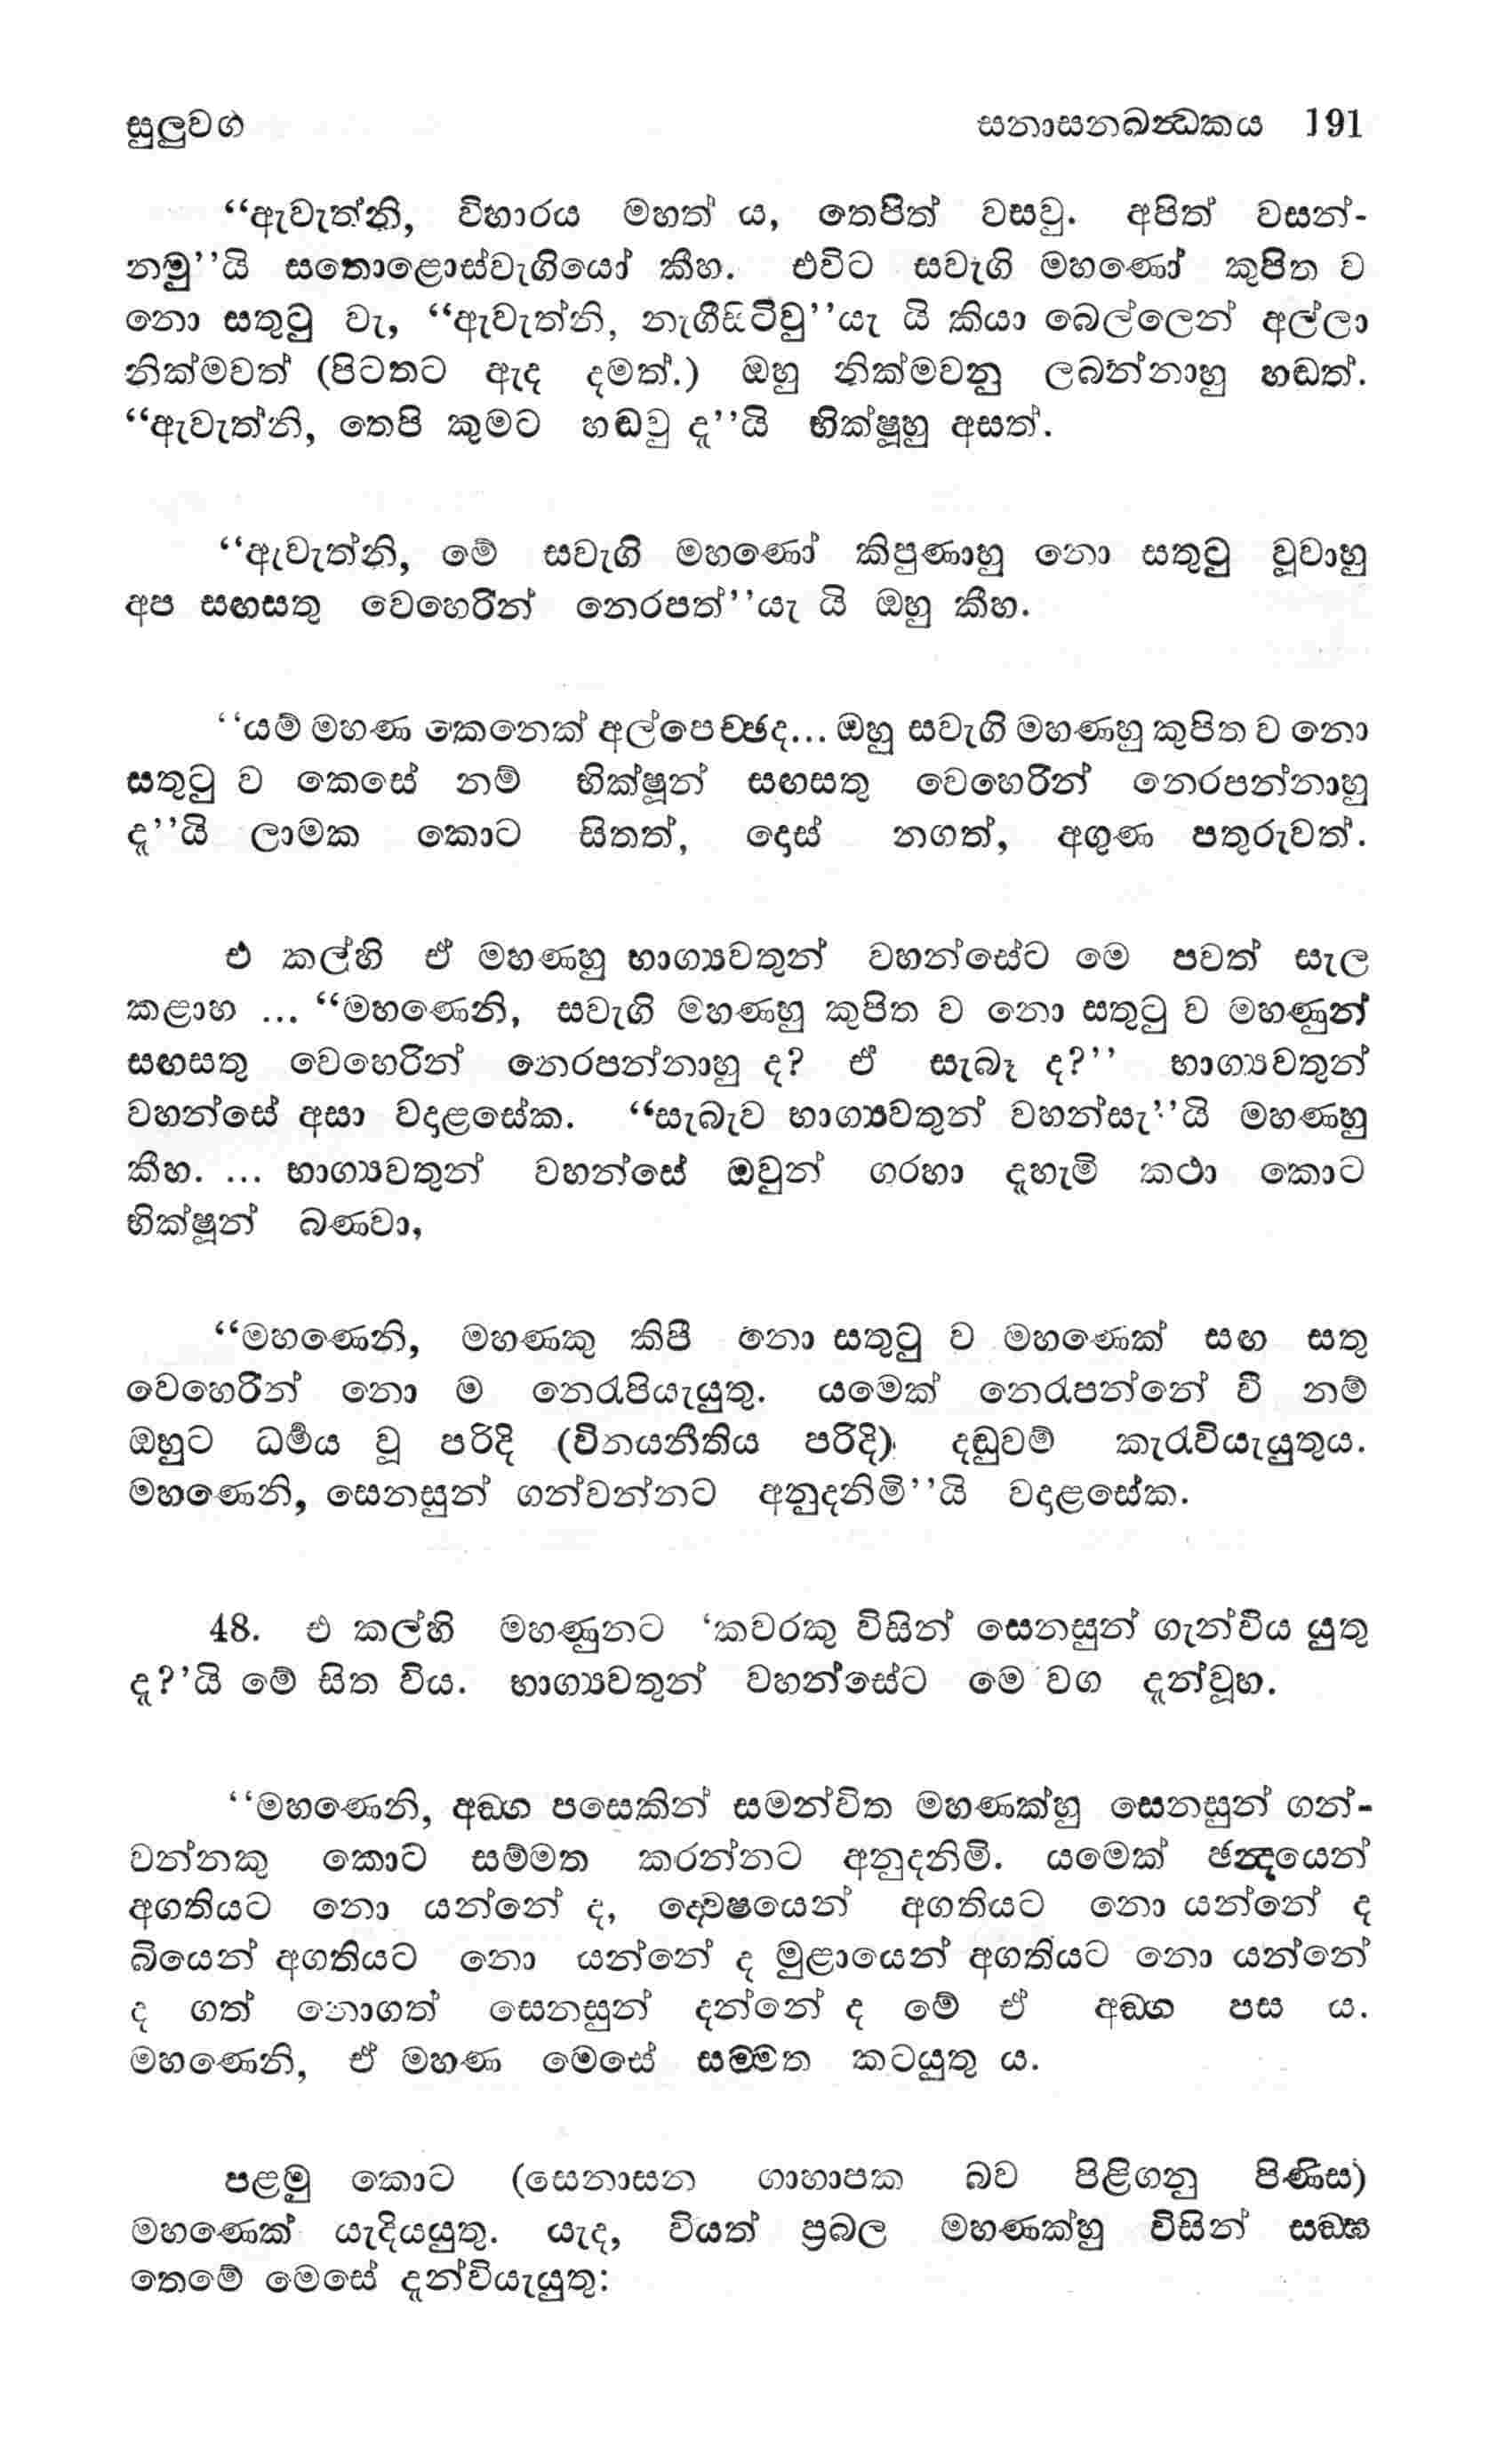 සුලුවග සනාසනඛන්‍ධකය 191
“ඇවැත්නි, විහාරය මහත් ය, තෙපිත් වසවු. අපිත් වසන්-
නමු’’යි සතොළොස්වැගියෝ කීහ. එවිට සවැගි මහණෝ කුපිත ව
නො සතුටු වැ, “ඇවැත්නි, නැගීසිටිවු’’යැ යි කියා බෙල්ලෙන් අල්ලා
නික්මවත් (පිටතට ඇද දමත්.) ඔහු නික්මවනු ලබන්නාහු හඬත්.
“ඇවැත්නි, තෙපි කුමට හඬවු දැ’’යි භික්ෂූහු අසත්.
“ඇවැත්නි, මේ සවැගි මහණෝ කිපුණාහු නො සතුටු වූවාහු
අප සඟසතු වෙහෙරින් නෙරපත්’’යැ යි ඔහු කීහ.
‘‘යම් මහණ කෙනෙක් අල්පෙච්ඡද... ඔහු සවැගි මහණහු කුපිත ව නො
සතුටු ව කෙසේ නම් භික්ෂූන් සඟසතු වෙහෙරින් නෙරපන්නාහු
දැ’’යි ලාමක කොට සිතත්, දොස් නගත්, අගුණ පතුරුවත්.
එ කල්හි ඒ මහණහු භාග්‍යවතුන් වහන්සේට මෙ පවත් සැල
කළාහ ... “මහණෙනි, සවැගි මහණහු කුපිත ව නො සතුටු ව මහණුන්
සඟසතු වෙහෙරින් නෙරපන්නාහු ද? ඒ සැබෑ ද?’’ භාග්‍යවතුන්
වහන්සේ අසා වදාළසේක. “සැබැව භාග්‍යවතුන් වහන්සැ’’යි මහණහු
කීහ. ... භාග්‍යවතුන් වහන්සේ ඔවුන් ගරහා දැහැමි කථා කොට
භික්ෂූන් බණවා,
“මහණෙනි, මහණකු කිපී නො සතුටු ව මහණෙක් සඟ සතු
වෙහෙරින් නො ම නෙරැපියැයුතු. යමෙක් නෙරැපන්නේ වී නම්
ඔහුට ධර්‍මය වූ පරිදි (විනයනීතිය පරිදි) දඬුවම් කැරැවියැයුතුය.
මහණෙනි, සෙනසුන් ගන්වන්නට අනුදනිමි’’යි වදාළසේක.
48. එ කල්හි මහණුනට ‘කවරකු විසින් සෙනසුන් ගැන්විය යුතු
දැ?’යි මේ සිත විය. භාග්‍යවතුන් වහන්සේට මෙ වග දැන්වූහ.
‘‘මහණෙනි, අඞ්ග පසෙකින් සමන්විත මහණක්හු සෙනසුන් ගන්-
වන්නකු කොට සම්මත කරන්නට අනුදනිමි. යමෙක් ඡන්‍දයෙන්
අගතියට නො යන්නේ ද, ද්‍වෙෂයෙන් අගතියට නො යන්නේ ද
බියෙන් අගතියට නො යන්නේ ද මුළායෙන් අගතියට නො යන්නේ
ද ගත් නොගත් සෙනසුන් දන්නේ ද මේ ඒ අඞ්ග පස ය.
මහණෙනි, ඒ මහණ මෙසේ සම්මත කටයුතු ය.
පළමු කොට (සෙනාසන ගාහාපක බව පිළිගනු පිණිස)
මහණෙක් යැදියයුතු. යැද, වියත් ප්‍රබල මහණක්හු විසින් සඞ්ඝ
තෙමේ මෙසේ දැන්වියැයුතු: